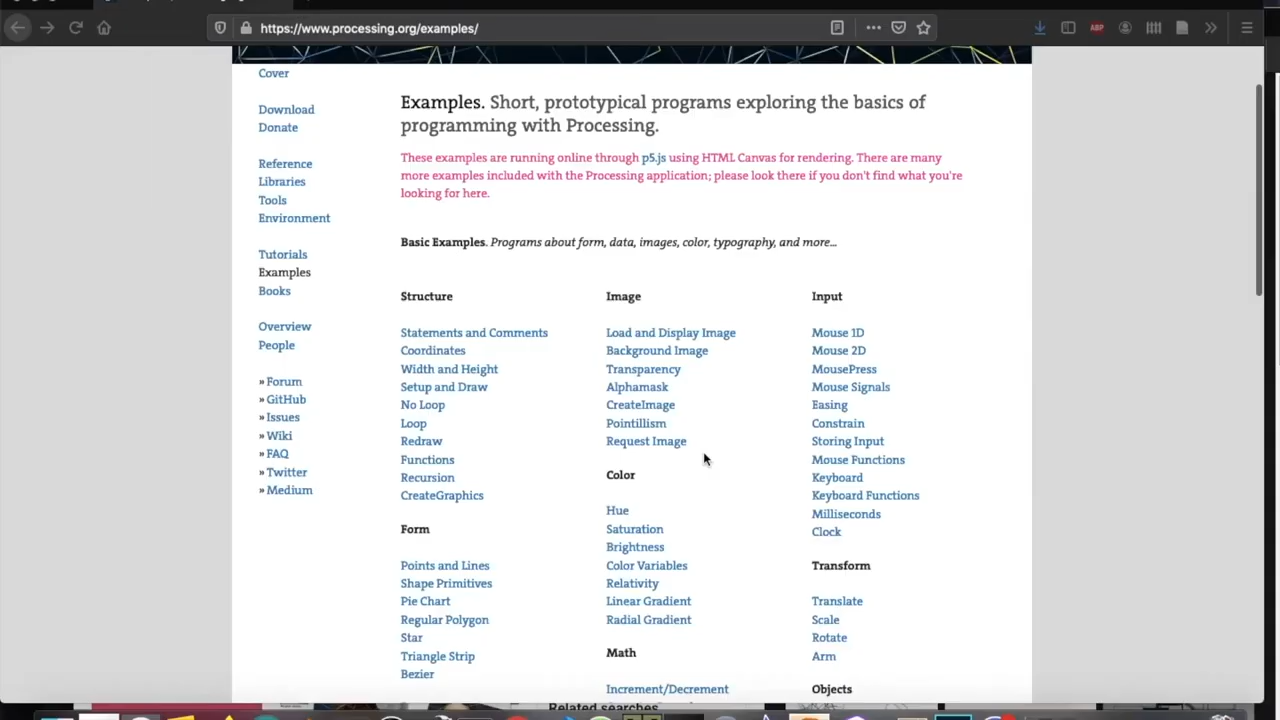 https://www.processing.org/examples/
ABP
Cover
Download
Donate
Reference
Libraries
Tools
Environment
Tutorials
Examples
Books
Overview
People
» Forum
» GitHub
» Issues
» Wiki
» FAQ
» Twitter
» Medium
Examples. Short, prototypical programs exploring the basics of
programming with Processing.
These examples are running online through p5.js using HTML Canvas for rendering. There are many
more examples included with the Processing application; please look there if you don't find what you're
looking for here.
Basic Examples. Programs about form, data, images, color, typography, and more...
Structure
Statements and Comments
Coordinates
Width and Height
Setup and Draw
No Loop
Loop
Redraw
Functions
Recursion
CreateGraphics
Form
Points and Lines
Shape Primitives
Pie Chart
Regular Polygon
Star
Triangle Strip
Bezier
Image
Load and Display Image
Background Image
Transparency
Alphamask
CreateImage
Pointillism
Request Image
Color
Hue
Saturation
Brightness
Color Variables
Relativity
Linear Gradient
Radial Gradient
Math
Increment/Decrement
Input
Mouse 1D
Mouse 2D
MousePress
Mouse Signals
Easing
Constrain
Storing Input
Mouse Functions
Keyboard
Keyboard Functions
Milliseconds
Clock
Transform
Translate
Scale
Rotate
Arm
Objects
Related searches